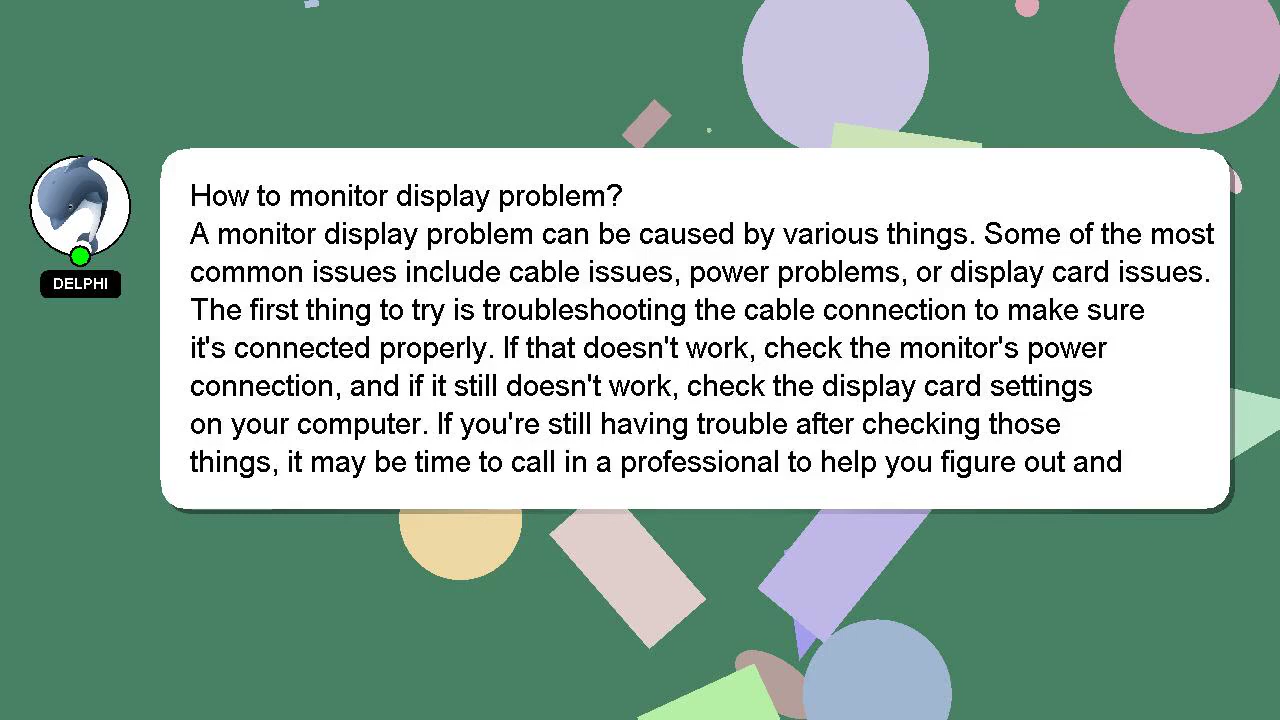 DELPHI
How to monitor display problem?
A monitor display problem can be caused by various things. Some of the most
common issues include cable issues, power problems, or display card issues.
The first thing to try is troubleshooting the cable connection to make sure
it's connected properly. If that doesn't work, check the monitor's power
connection, and if it still doesn't work, check the display card settings
on your computer. If you're still having trouble after checking those
things, it may be time to call in a professional to help you figure out and